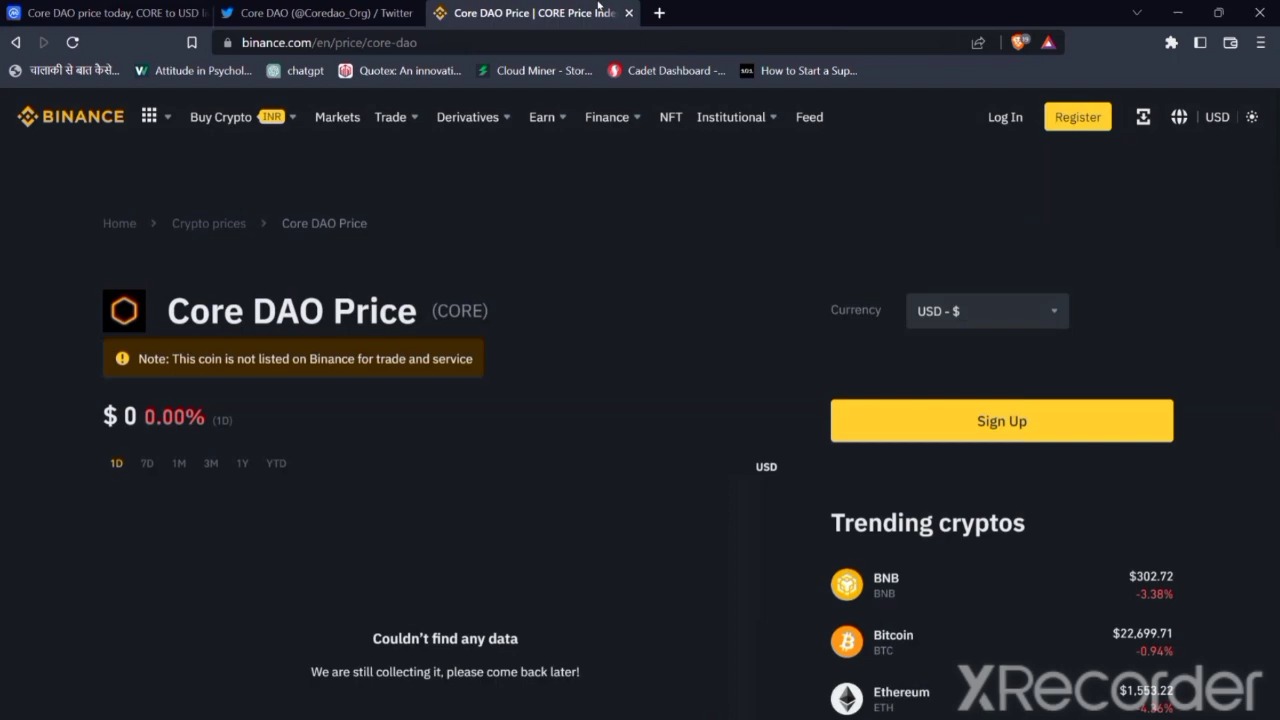 Core DAO price today, CORE to USD li
Core DAO (@Coredao_Org) / Twitter
Core DAO Price | CORE Price Inde
binance.com/en/price/core-dao
चालाकी से बात कैसे...
Attitude in Psychol...
chatgpt
Quotex: An innovati...
Cloud Miner - Stor...
Cadet Dashboard -...
How to Start a Sup...
BINANCE
Buy Crypto INR
Markets
Trade
Derivatives
Earn
Finance
NFT
Institutional
Feed
Log In
Register
USD
Home > Crypto prices > Core DAO Price
Core DAO Price (CORE)
Currency
USD - $
Note: This coin is not listed on Binance for trade and service
$ 0 0.00% (1D)
Sign Up
1D 7D 1M 3M 1Y YTD
USD
Trending cryptos
BNB
BNB
$302.72
-3.38%
Bitcoin
BTC
$22,699.71
-0.94%
Couldn't find any data
We are still collecting it, please come back later!
Ethereum
ETH
$1,553.22
-4.36%
XRecorder